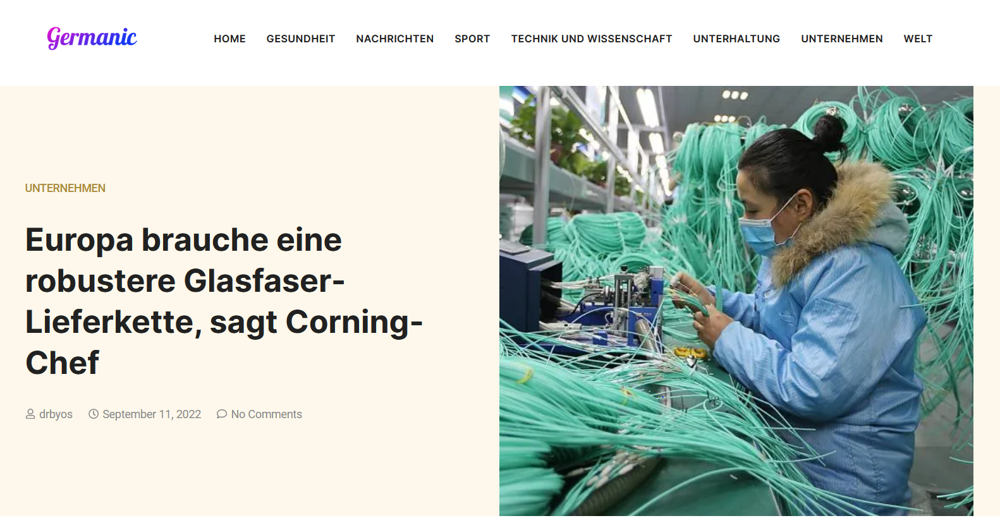 Germanic
HOME GESUNDHEIT NACHRICHTEN SPORT TECHNIK UND WISSENSCHAFT UNTERHALTUNG UNTERNEHMEN WELT
UNTERNEHMEN
Europa brauche eine
robustere Glasfaser-
Lieferkette, sagt Corning-
Chef
drbyos September 11, 2022 No Comments